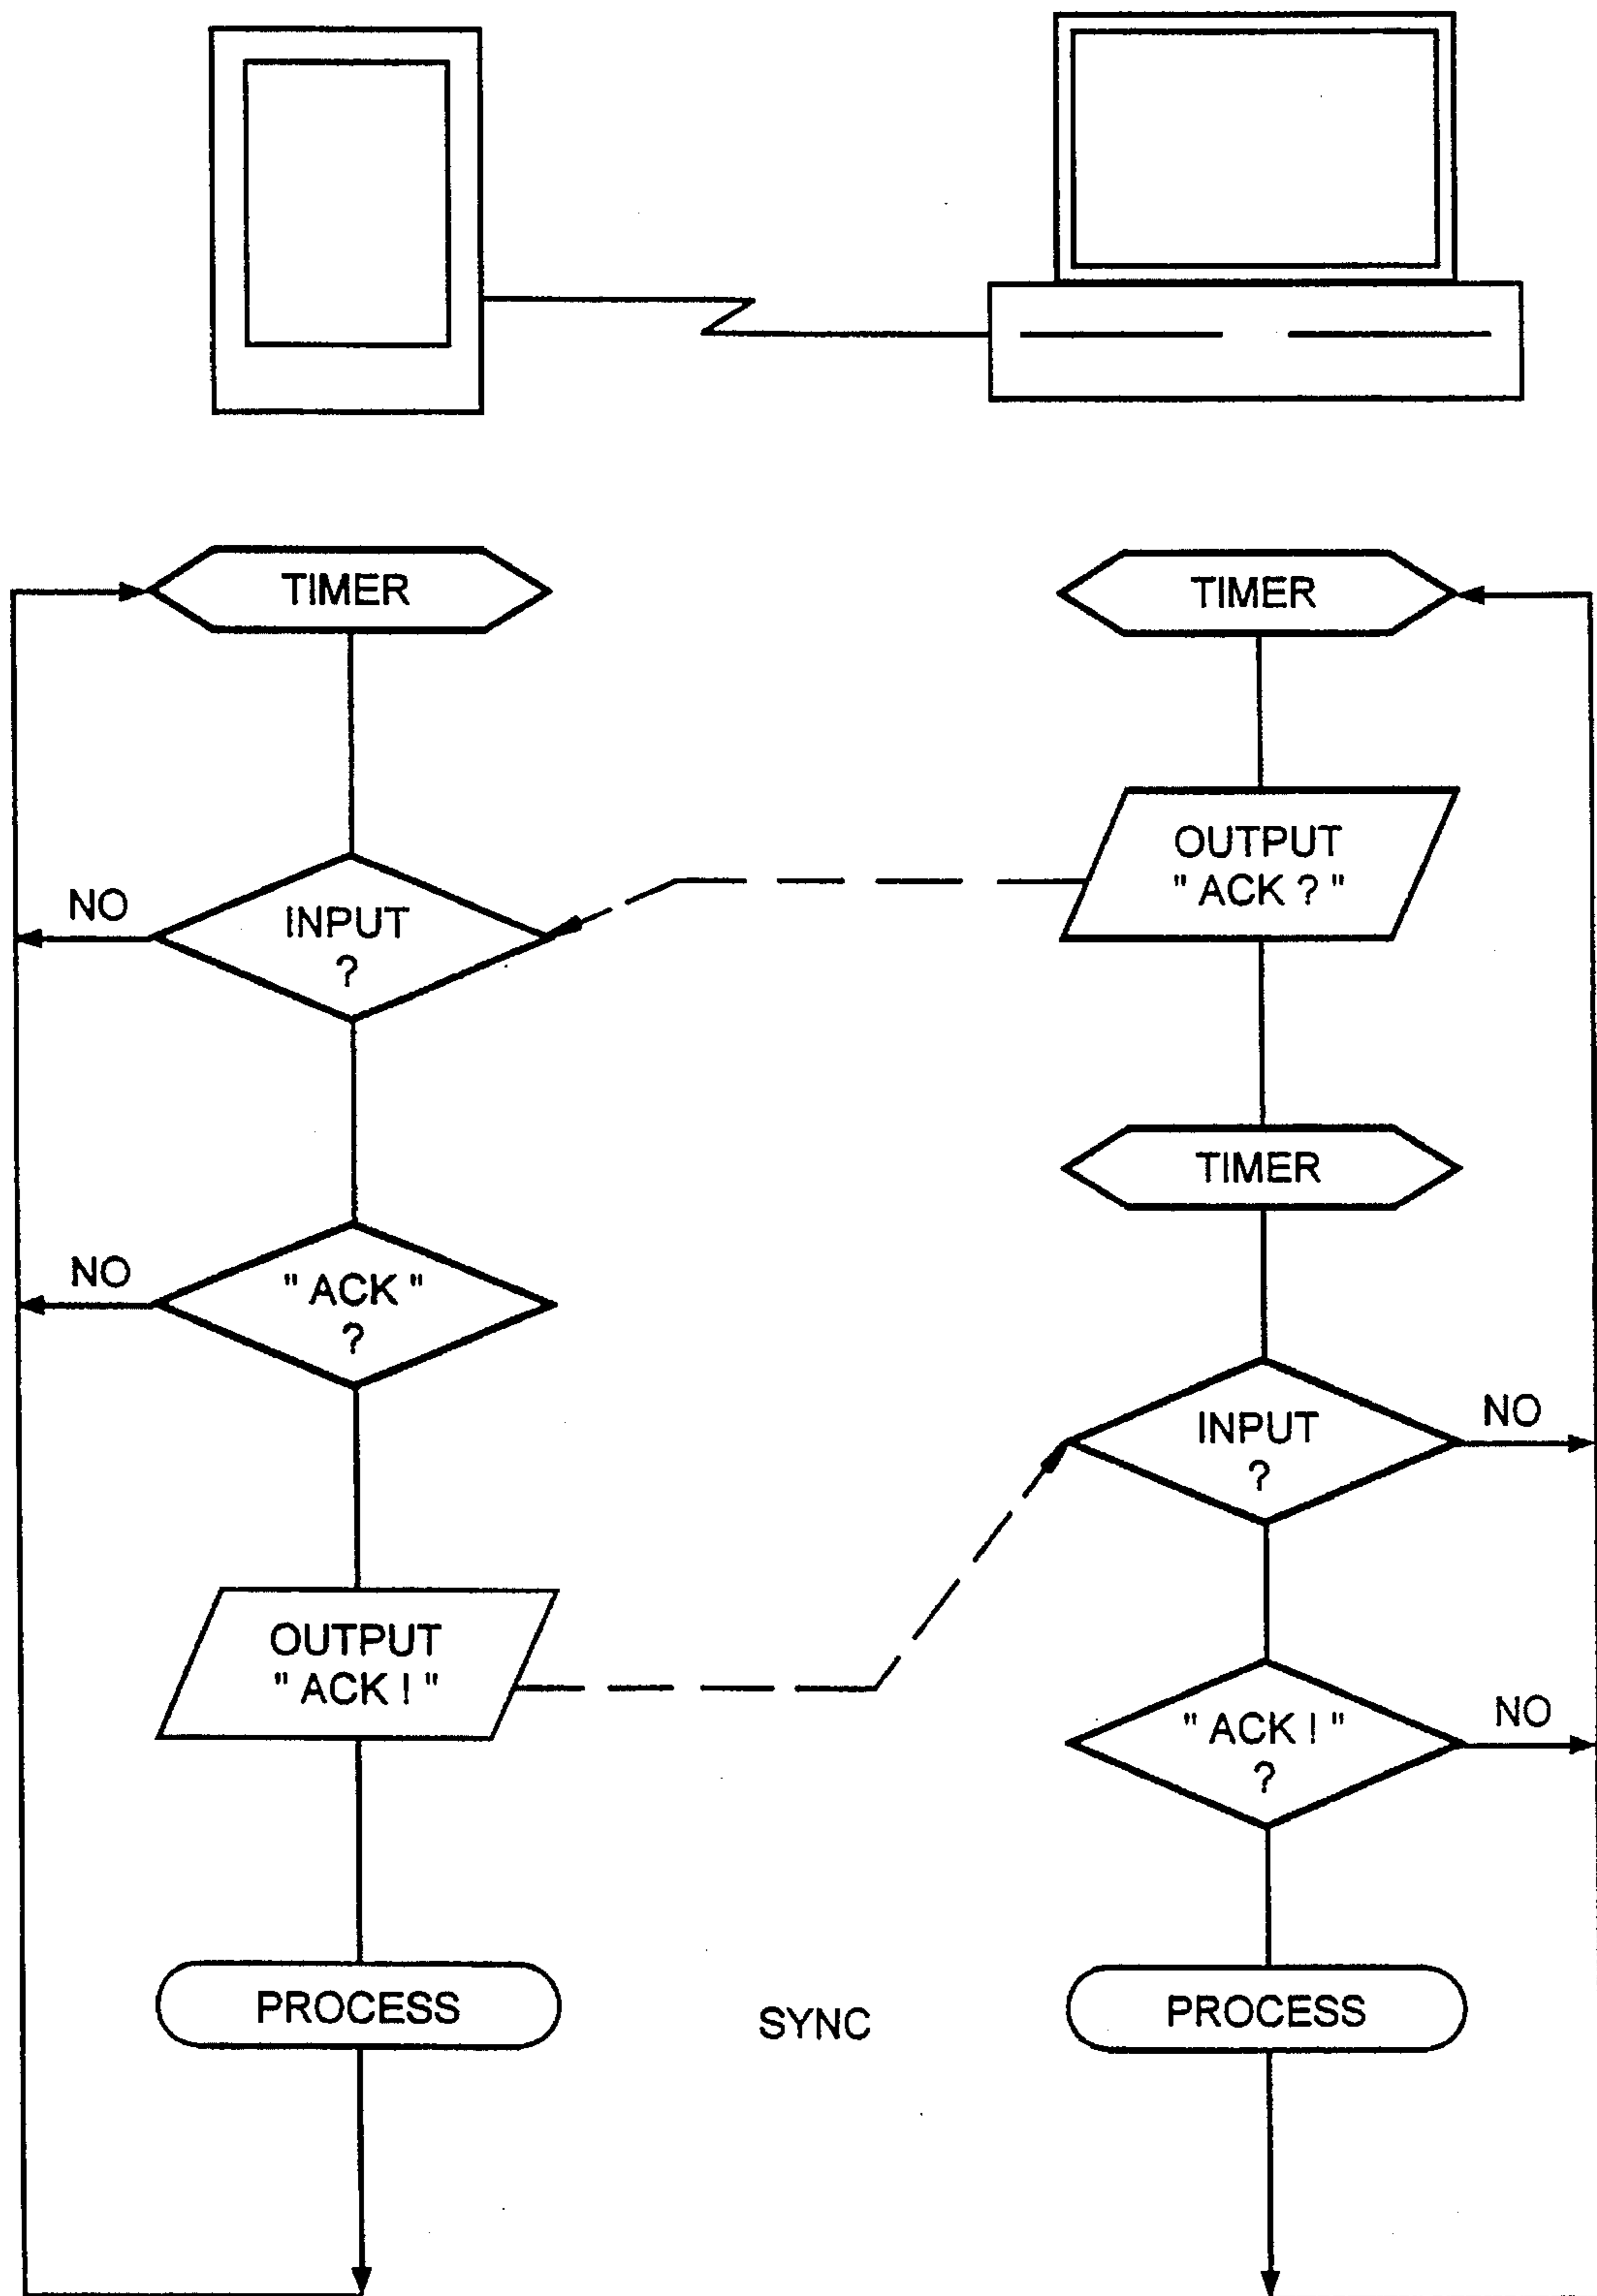 TIMER
TIMER
OUTPUT
" ACK ? "
NO
INPUT
?
TIMER
NO
" ACK "
?
INPUT
?
NO
OUTPUT
" ACK ! "
" ACK ! "
?
NO
PROCESS
SYNC
PROCESS